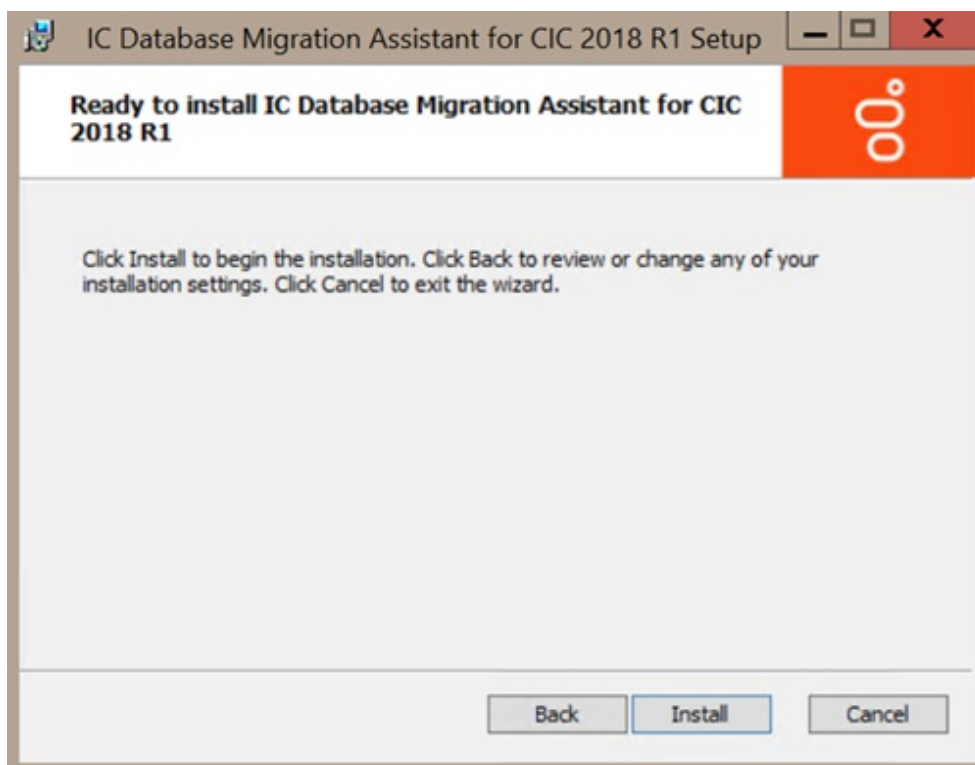 IC Database Migration Assistant for CIC 2018 R1 Setup
Ready to install IC Database Migration Assistant for CIC
2018 R1
Click Install to begin the installation. Click Back to review or change any of your
installation settings. Click Cancel to exit the wizard.
Back Install Cancel